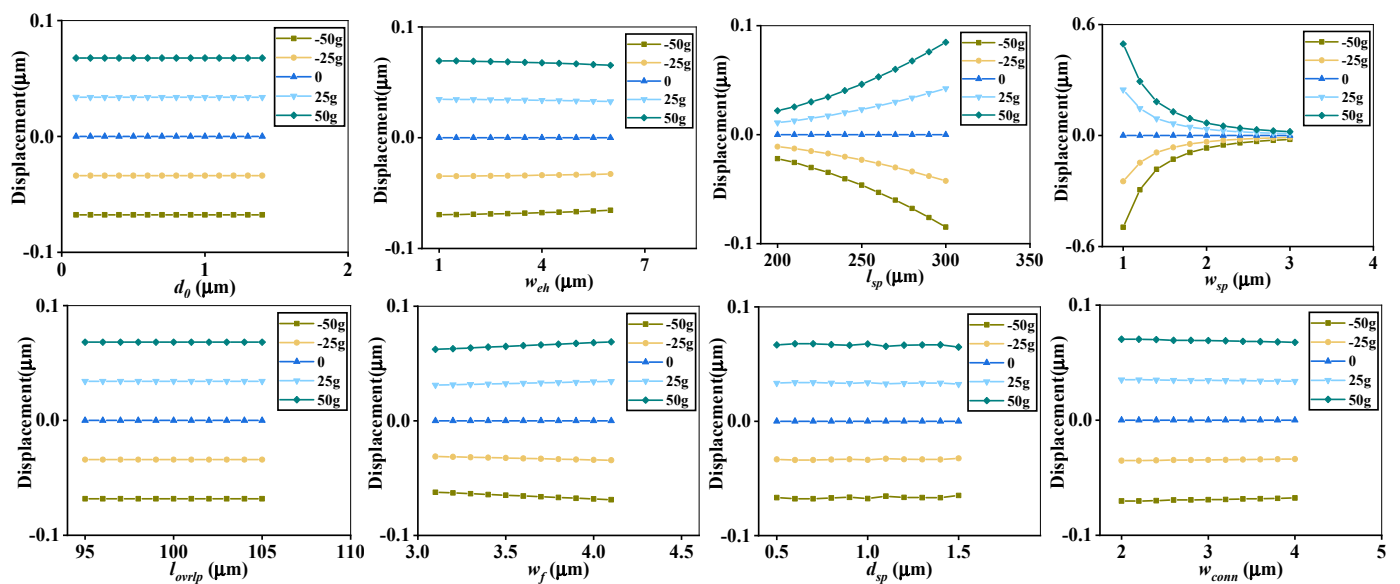 0.1
0.0
-0.1
Displacement(μm)
0
1
2
d0 (μm)
-50g
-25g
0
25g
50g
0.1
0.0
-0.1
Displacement(μm)
1
4
7
weh (μm)
-50g
-25g
0
25g
50g
0.1
0.0
-0.1
Displacement(μm)
200
250
300
350
lsp (μm)
-50g
-25g
0
25g
50g
0.6
0.0
-0.6
Displacement(μm)
1
2
3
4
wsp (μm)
-50g
-25g
0
25g
50g
0.1
0.0
-0.1
Displacement(μm)
95
100
105
110
lovrlp (μm)
-50g
-25g
0
25g
50g
0.1
0.0
-0.1
Displacement(μm)
3.0
3.5
4.0
4.5
wf (μm)
-50g
-25g
0
25g
50g
0.1
0.0
-0.1
Displacement(μm)
0.5
1.0
1.5
dsp (μm)
-50g
-25g
0
25g
50g
0.1
0.0
-0.1
Displacement(μm)
2
3
4
5
wconn (μm)
-50g
-25g
0
25g
50g